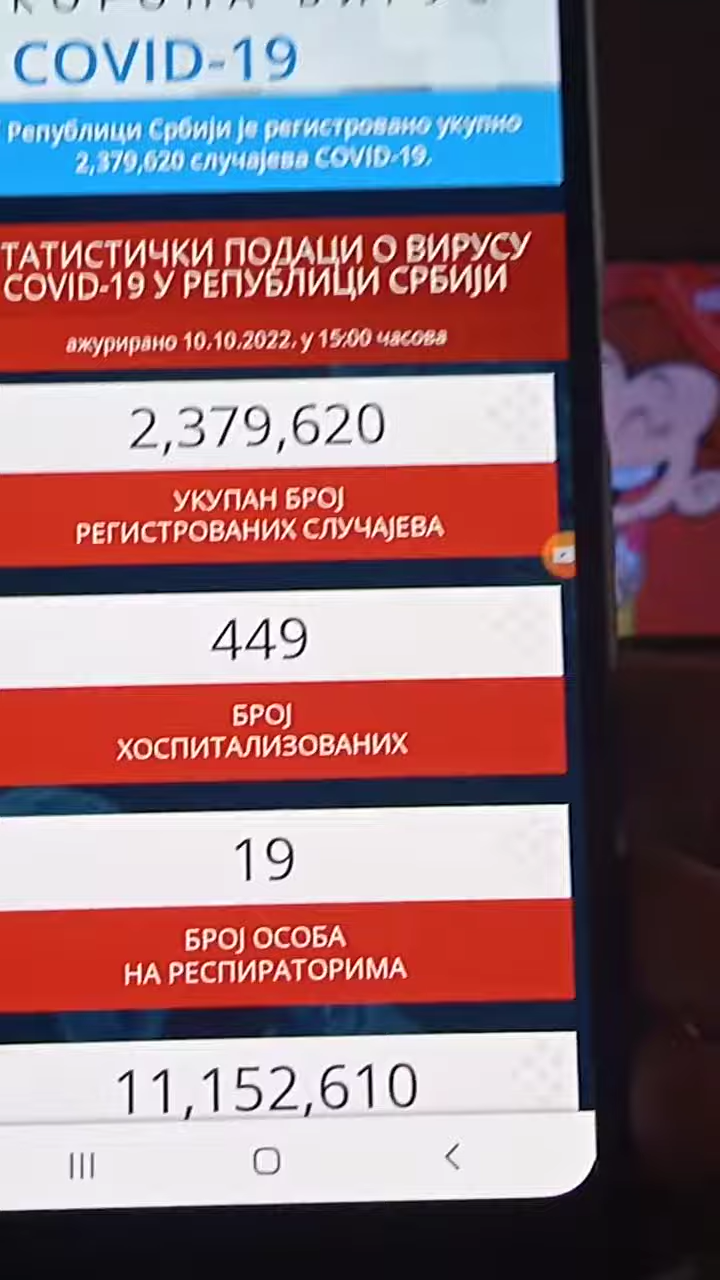 КОРОНА ВИРУС
COVID-19
Републици Србији је регистровано укупно
2,379,620 случајева COVID-19.
ТАТИСТИЧКИ ПОДАЦИ О ВИРУСУ
COVID-19 У РЕПУБЛИЦИ СРБИЈИ
ажурирано 10.10.2022. у 15:00 часова
2,379,620
УКУПАН БРОЈ
РЕГИСТРОВАНИХ СЛУЧАЈЕВА
449
БРОЈ
ХОСПИТАЛИЗОВАНИХ
19
БРОЈ ОСОБА
НА РЕСПИРАТОРИМА
11,152,610